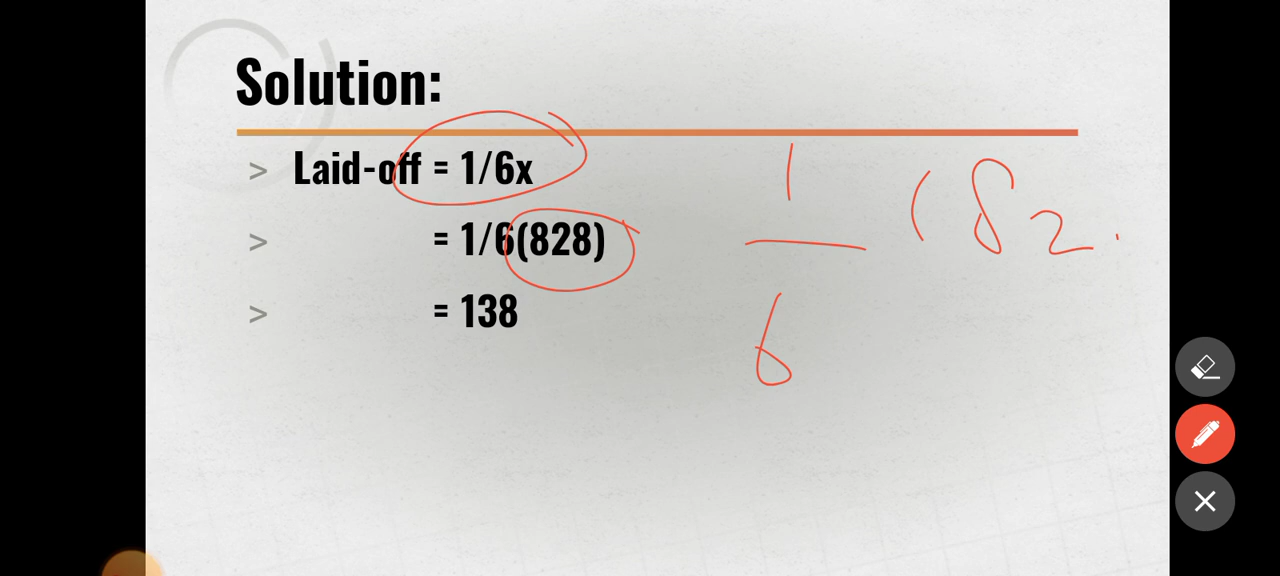 Solution:
> Laid-off = 1/6x
> = 1/6(828)
> = 138
1
6
(82